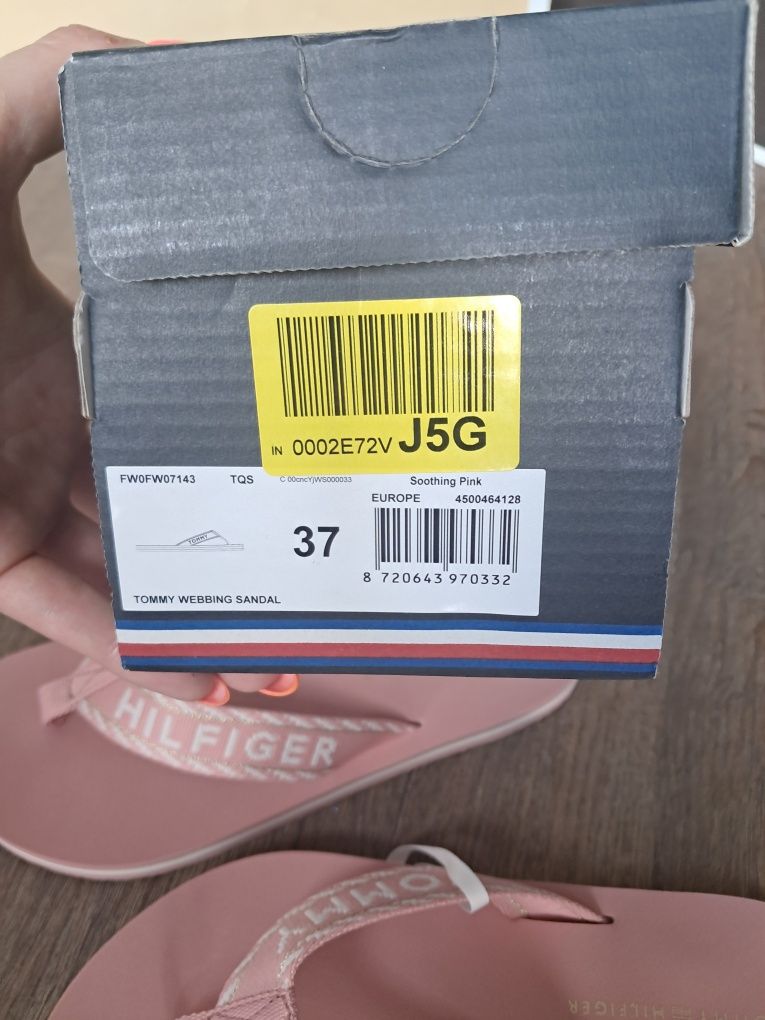 IN 0002E72V J5G
FW0FW07143 TQS C 00cncYjWS000033 Soothing Pink
EUROPE 4500464128
TOMMY
37
8 720643 970332
TOMMY WEBBING SANDAL
HILFIGER
TOMMY
HILFIGER